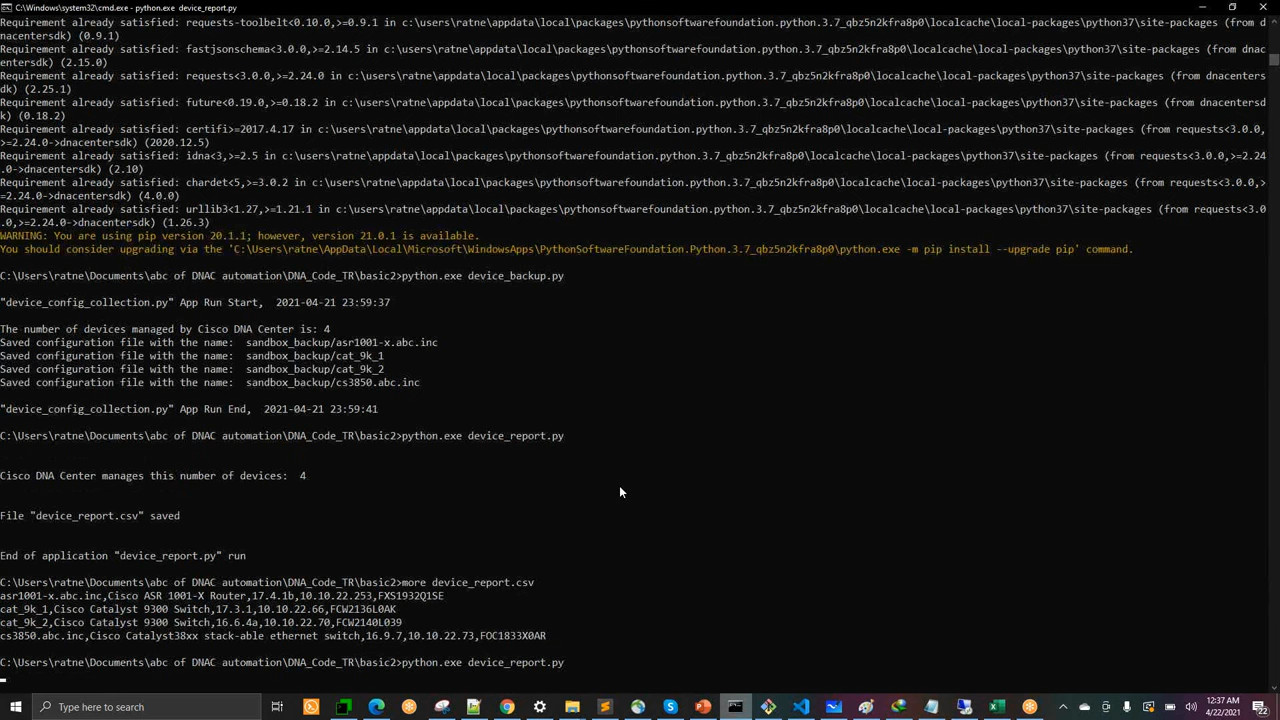 C:\Windows\system32\cmd.exe - python.exe device_report.py
Requirement already satisfied: requests-toolbelt<0.10.0,>=0.9.1 in c:\users\ratne\appdata\local\packages\pythonsoftwarefoundation.python.3.7_qbz5n2kfra8p0\localcache\local-packages\python37\site-packages (from d
nacentersdk) (0.9.1)
Requirement already satisfied: fastjsonschema<3.0.0,>=2.14.5 in c:\users\ratne\appdata\local\packages\pythonsoftwarefoundation.python.3.7_qbz5n2kfra8p0\localcache\local-packages\python37\site-packages (from dnac
entersdk) (2.15.0)
Requirement already satisfied: requests<3.0.0,>=2.24.0 in c:\users\ratne\appdata\local\packages\pythonsoftwarefoundation.python.3.7_qbz5n2kfra8p0\localcache\local-packages\python37\site-packages (from dnacenters
dk) (2.25.1)
Requirement already satisfied: future<0.19.0,>=0.18.2 in c:\users\ratne\appdata\local\packages\pythonsoftwarefoundation.python.3.7_qbz5n2kfra8p0\localcache\local-packages\python37\site-packages (from dnacentersd
k) (0.18.2)
Requirement already satisfied: certifi>=2017.4.17 in c:\users\ratne\appdata\local\packages\pythonsoftwarefoundation.python.3.7_qbz5n2kfra8p0\localcache\local-packages\python37\site-packages (from requests<3.0.0,
>=2.24.0->dnacentersdk) (2020.12.5)
Requirement already satisfied: idna<3,>=2.5 in c:\users\ratne\appdata\local\packages\pythonsoftwarefoundation.python.3.7_qbz5n2kfra8p0\localcache\local-packages\python37\site-packages (from requests<3.0.0,>=2.24
.0->dnacentersdk) (2.10)
Requirement already satisfied: chardet<5,>=3.0.2 in c:\users\ratne\appdata\local\packages\pythonsoftwarefoundation.python.3.7_qbz5n2kfra8p0\localcache\local-packages\python37\site-packages (from requests<3.0.0,>
=2.24.0->dnacentersdk) (4.0.0)
Requirement already satisfied: urllib3<1.27,>=1.21.1 in c:\users\ratne\appdata\local\packages\pythonsoftwarefoundation.python.3.7_qbz5n2kfra8p0\localcache\local-packages\python37\site-packages (from requests<3.0
.0,>=2.24.0->dnacentersdk) (1.26.3)
WARNING: You are using pip version 20.1.1; however, version 21.0.1 is available.
You should consider upgrading via the 'C:\Users\ratne\AppData\Local\Microsoft\WindowsApps\PythonSoftwareFoundation.Python.3.7_qbz5n2kfra8p0\python.exe -m pip install --upgrade pip' command.
C:\Users\ratne\Documents\abc of DNAC automation\DNA_Code_TR\basic2>python.exe device_backup.py
"device_config_collection.py" App Run Start,  2021-04-21 23:59:37
The number of devices managed by Cisco DNA Center is: 4
Saved configuration file with the name:  sandbox_backup/asr1001-x.abc.inc
Saved configuration file with the name:  sandbox_backup/cat_9k_1
Saved configuration file with the name:  sandbox_backup/cat_9k_2
Saved configuration file with the name:  sandbox_backup/cs3850.abc.inc
"device_config_collection.py" App Run End,  2021-04-21 23:59:41
C:\Users\ratne\Documents\abc of DNAC automation\DNA_Code_TR\basic2>python.exe device_report.py
Cisco DNA Center manages this number of devices:  4
File "device_report.csv" saved
End of application "device_report.py" run
C:\Users\ratne\Documents\abc of DNAC automation\DNA_Code_TR\basic2>more device_report.csv
asr1001-x.abc.inc,Cisco ASR 1001-X Router,17.4.1b,10.10.22.253,FXS1932Q1SE
cat_9k_1,Cisco Catalyst 9300 Switch,17.3.1,10.10.22.66,FCW2136L0AK
cat_9k_2,Cisco Catalyst 9300 Switch,16.6.4a,10.10.22.70,FCW2140L039
cs3850.abc.inc,Cisco Catalyst38xx stack-able ethernet switch,16.9.7,10.10.22.73,FOC1833X0AR
C:\Users\ratne\Documents\abc of DNAC automation\DNA_Code_TR\basic2>python.exe device_report.py
Type here to search
12:37 AM
4/22/2021
22